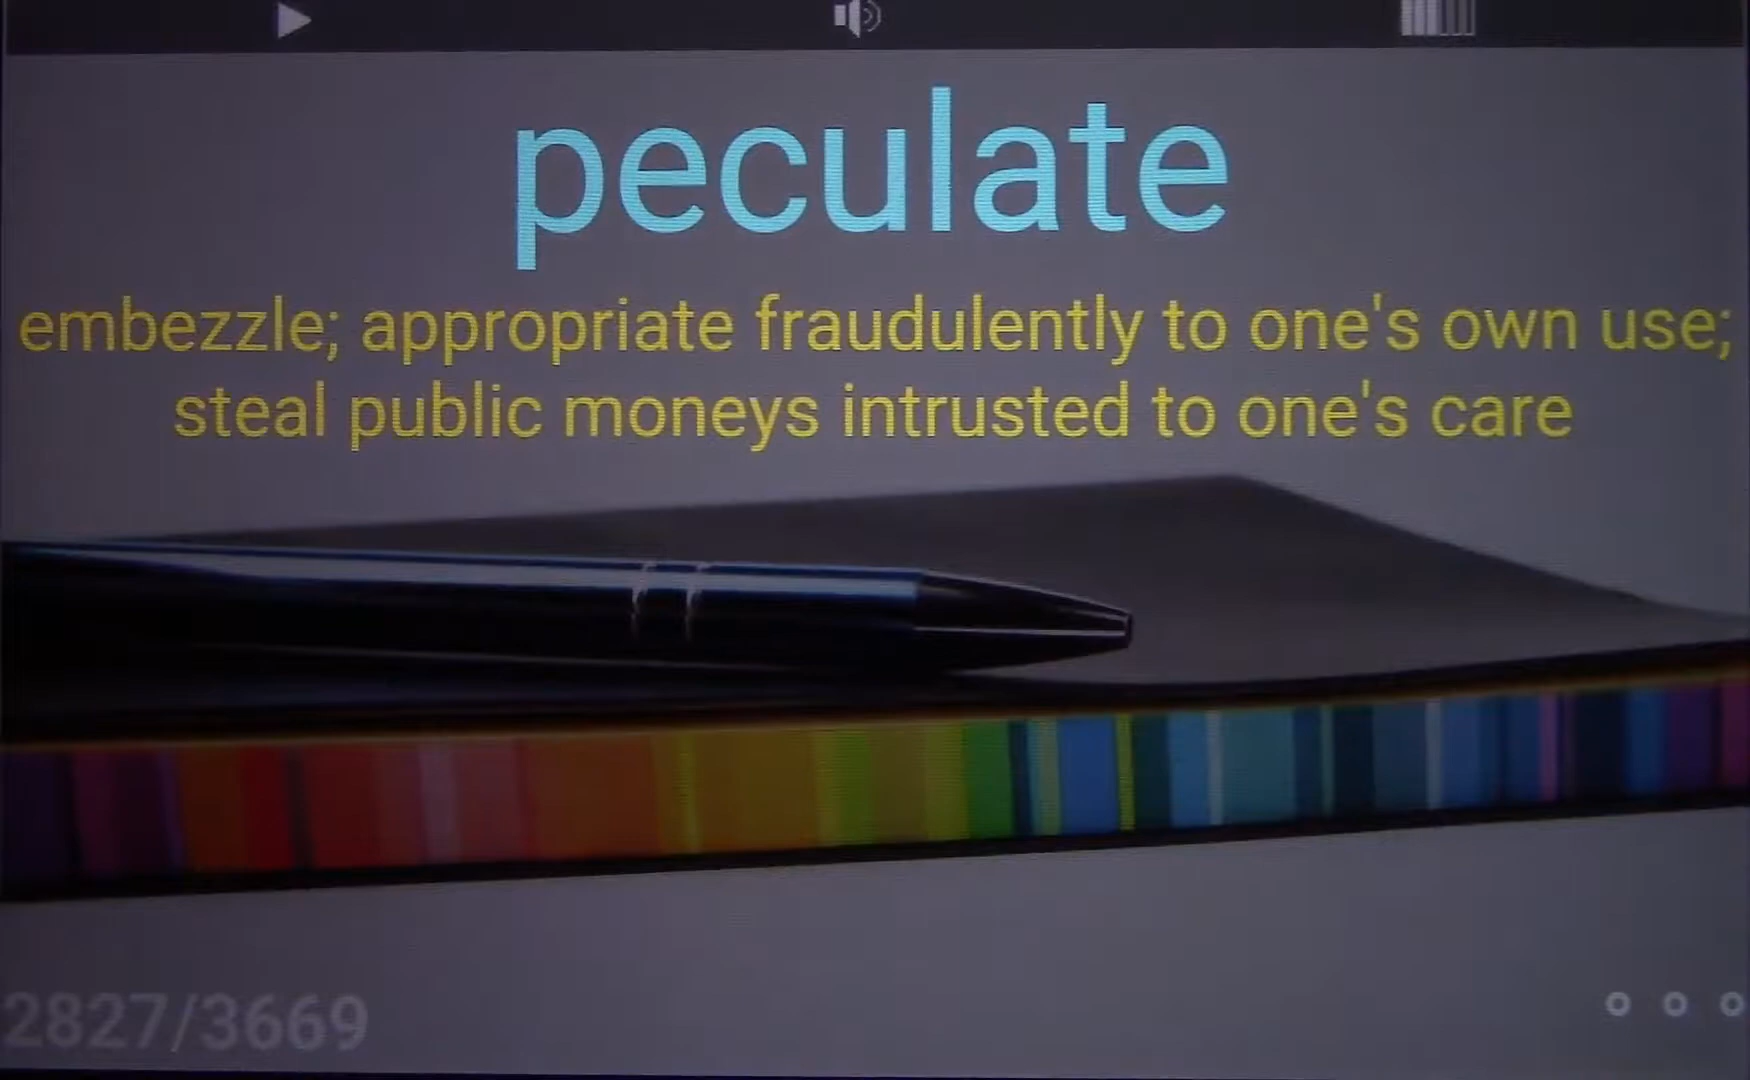 peculate
embezzle; appropriate fraudulently to one's own use;
steal public moneys intrusted to one's care
2827/3669